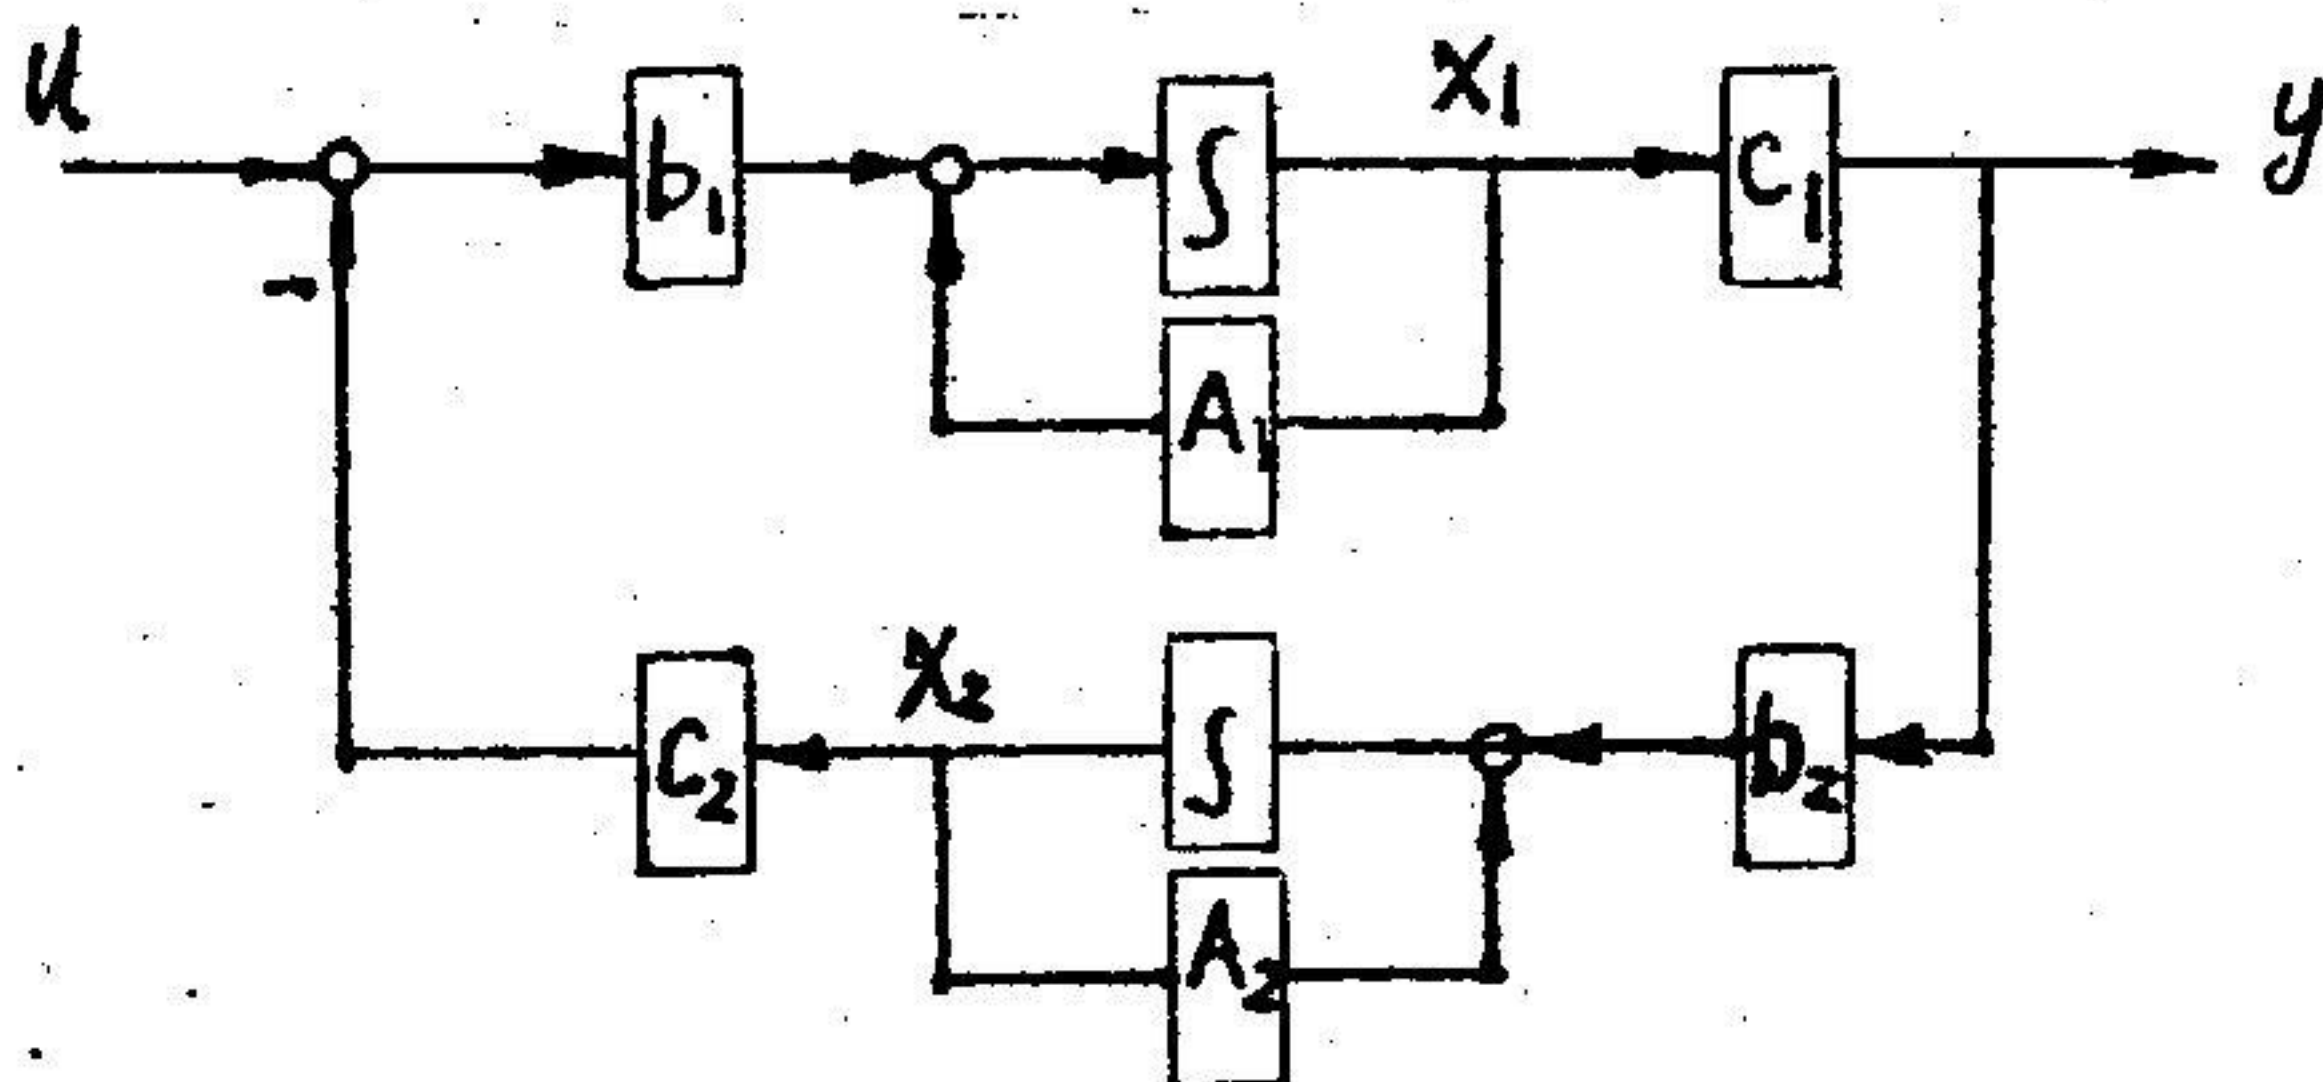 u
b₁
∫
x₁
C₁
y
-
A₁
C₂
x₂
∫
b₂
A₂